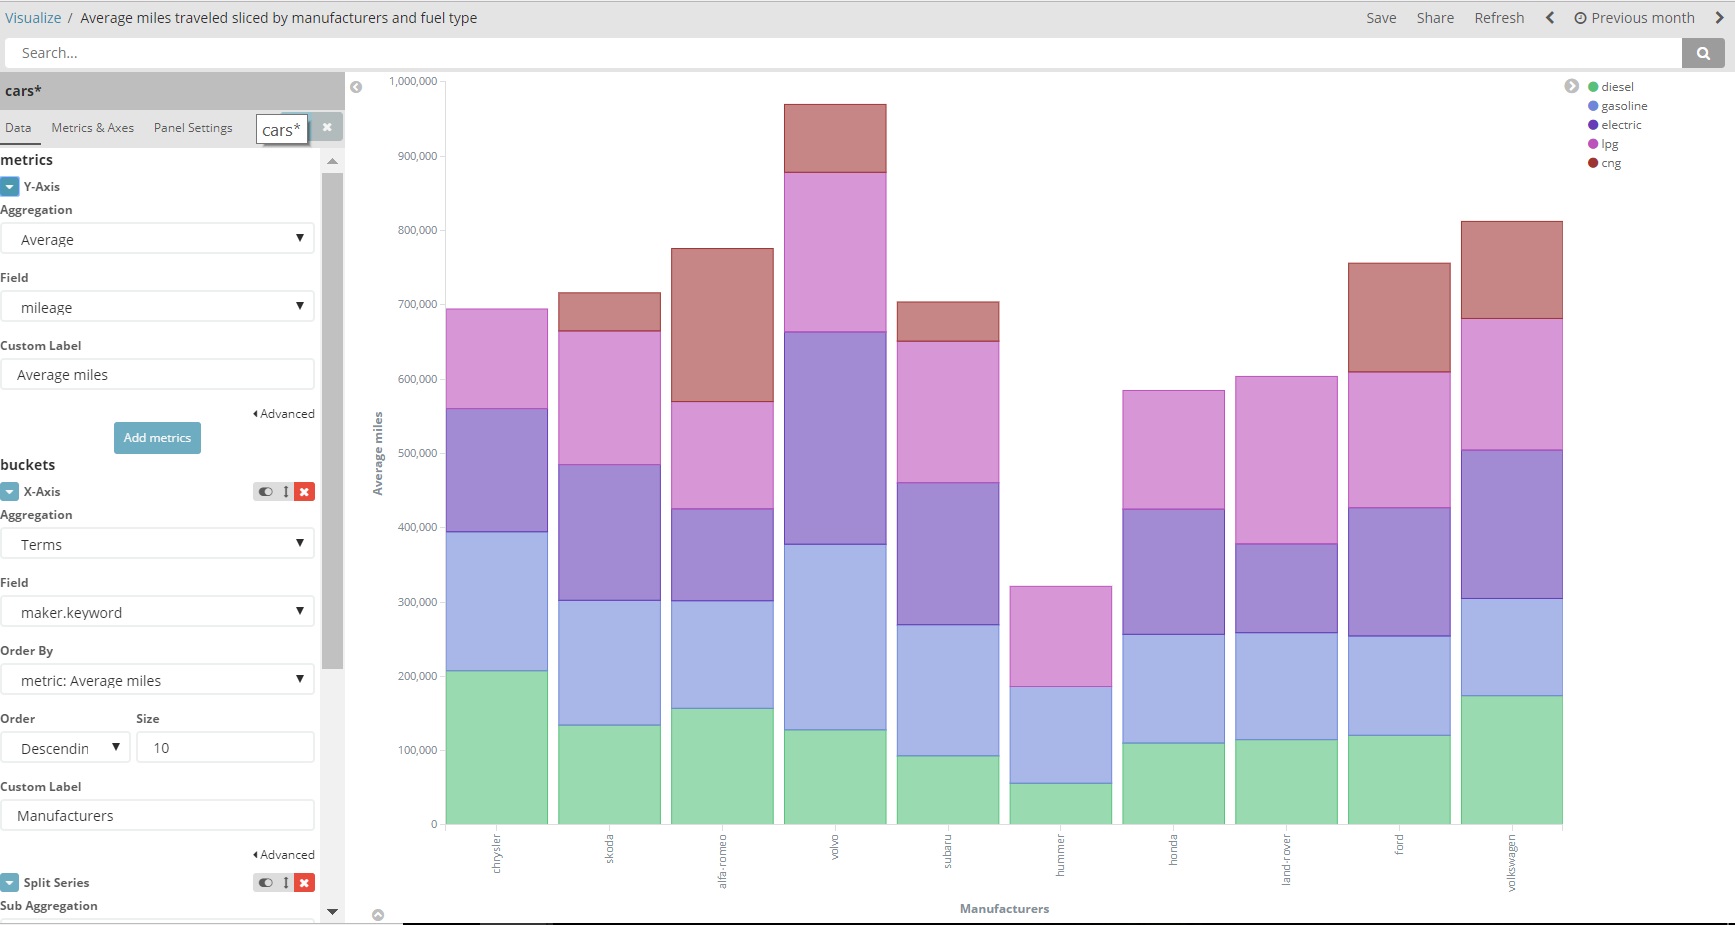 Visualize / Average miles traveled sliced by manufacturers and fuel type
Save Share Refresh Previous month
Search...
cars*
Data Metrics & Axes Panel Settings
cars*
metrics
Y-Axis
Aggregation
Average
Field
mileage
Custom Label
Average miles
Advanced
Add metrics
buckets
X-Axis
Aggregation
Terms
Field
maker.keyword
Order By
metric: Average miles
Order Size
Descendin 10
Custom Label
Manufacturers
Advanced
Split Series
Sub Aggregation
Average miles
1,000,000
900,000
800,000
700,000
600,000
500,000
400,000
300,000
200,000
100,000
0
chrysler
skoda
alfa-romeo
volvo
subaru
hummer
honda
land-rover
ford
volkswagen
Manufacturers
diesel
gasoline
electric
lpg
cng